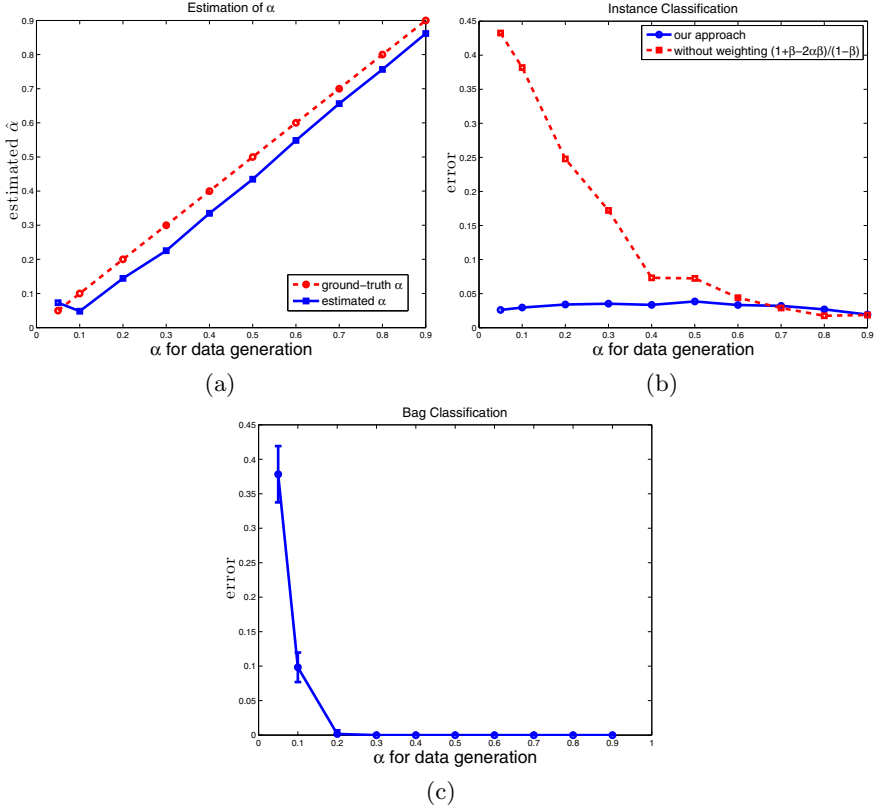 Estimation of α
0.9
0.8
0.7
0.6
0.5
0.4
0.3
0.2
0.1
0
estimated α̂
ground−truth α
estimated α
0 0.1 0.2 0.3 0.4 0.5 0.6 0.7 0.8 0.9
α for data generation
(a)
Instance Classification
0.45
0.4
0.35
0.3
0.25
0.2
0.15
0.1
0.05
0
error
our approach
without weighting (1+β−2αβ)/(1−β)
0 0.1 0.2 0.3 0.4 0.5 0.6 0.7 0.8 0.9
α for data generation
(b)
Bag Classification
0.45
0.4
0.35
0.3
0.25
0.2
0.15
0.1
0.05
0
error
0 0.1 0.2 0.3 0.4 0.5 0.6 0.7 0.8 0.9 1
α for data generation
(c)